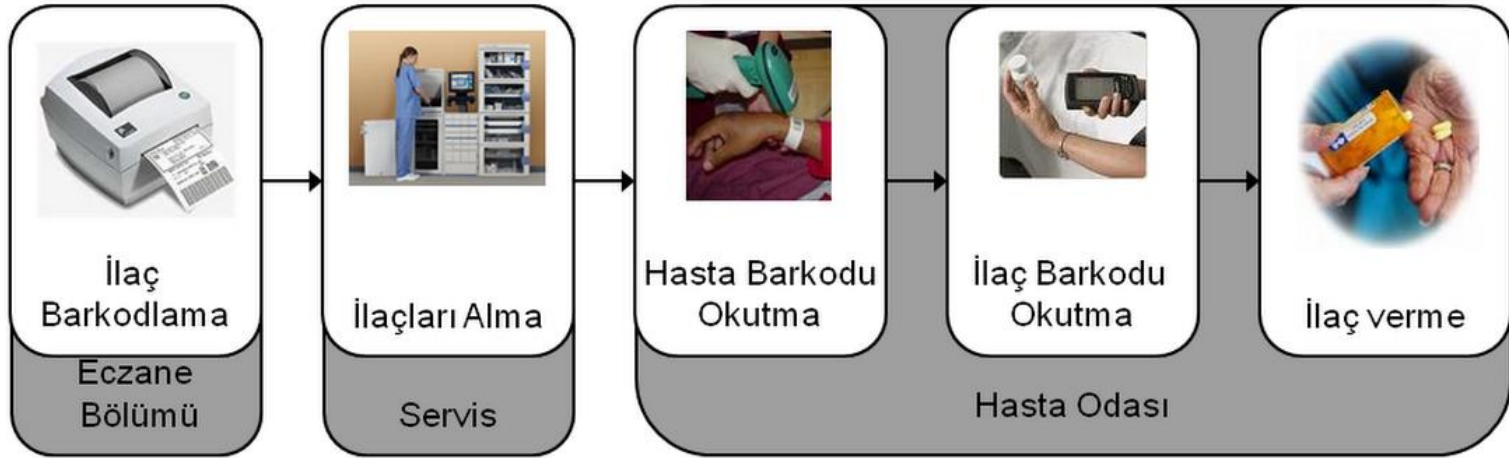 İlaç
Barkodlama
Eczane
Bölümü
İlaçları Alma
Servis
Hasta Barkodu
Okutma
İlaç Barkodu
Okutma
İlaç verme
Hasta Odası